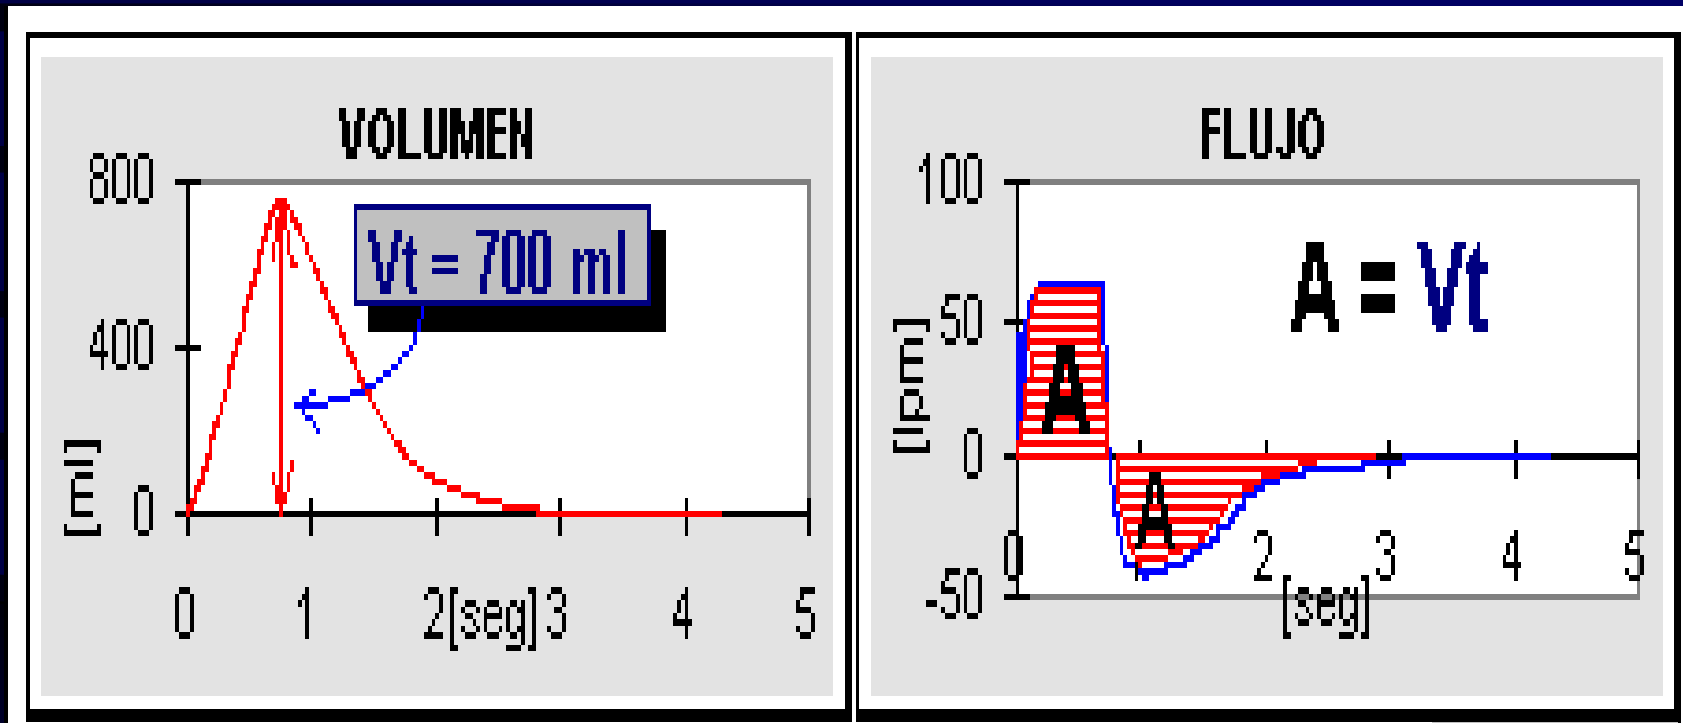 VOLUMEN
800
400
0
[ml]
Vt = 700 ml
0 1 2 [seg] 3 4 5
FLUJO
100
50
0
-50
[lpm]
A = Vt
A
A
0 2 3 4 5
[seg]